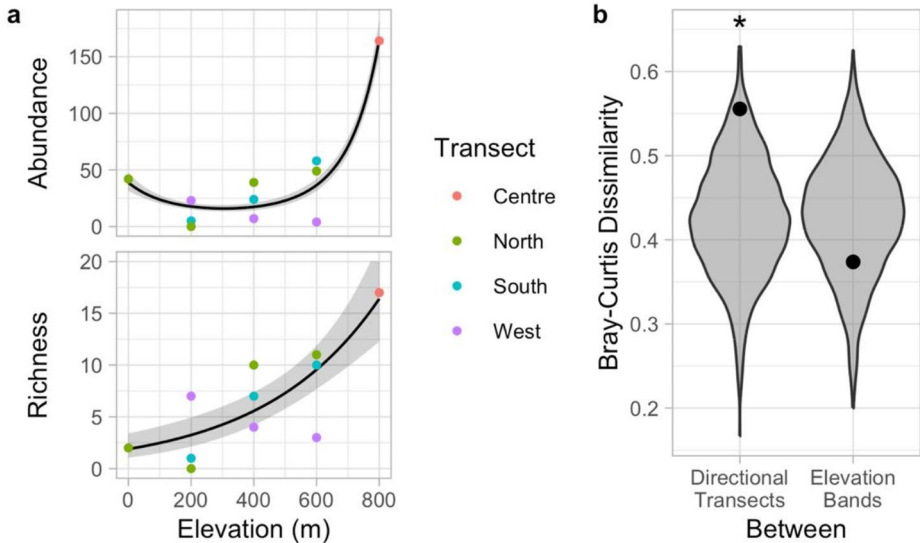 a
150
100
50
0
Abundance
20
15
10
5
0
Richness
0 200 400 600 800
Elevation (m)
Transect
Centre
North
South
West
b
*
0.6
0.5
0.4
0.3
0.2
Bray-Curtis Dissimilarity
Directional Elevation
Transects Bands
Between